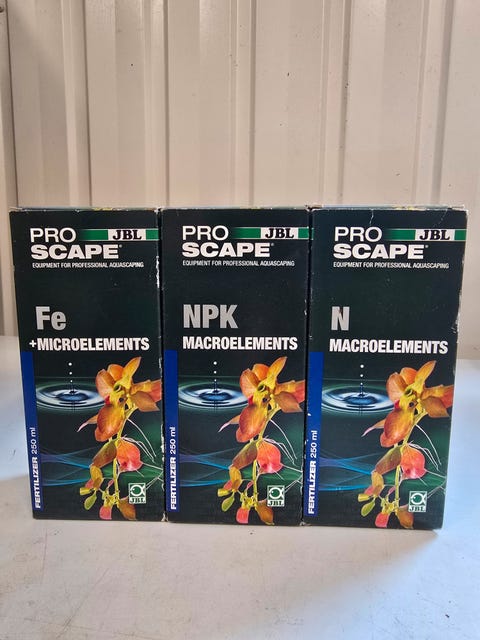 PRO JBL
SCAPE®
EQUIPMENT FOR PROFESSIONAL AQUASCAPING
Fe
+MICROELEMENTS
FERTILIZER 250 ml
JBL
PRO JBL
SCAPE®
EQUIPMENT FOR PROFESSIONAL AQUASCAPING
NPK
MACROELEMENTS
FERTILIZER 250 ml
JBL
PRO JBL
SCAPE®
EQUIPMENT FOR PROFESSIONAL AQUASCAPING
N
MACROELEMENTS
FERTILIZER 250 ml
JBL